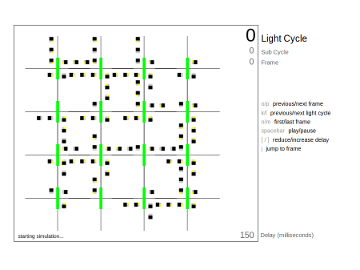 0 Light Cycle
0 Sub Cycle
0 Frame
previous/next frame
previous/next light cycle
first/last frame
spacebar play/pause
[ / ] reduce/increase delay
jump to frame
starting simulation... 150 Delay (milliseconds)